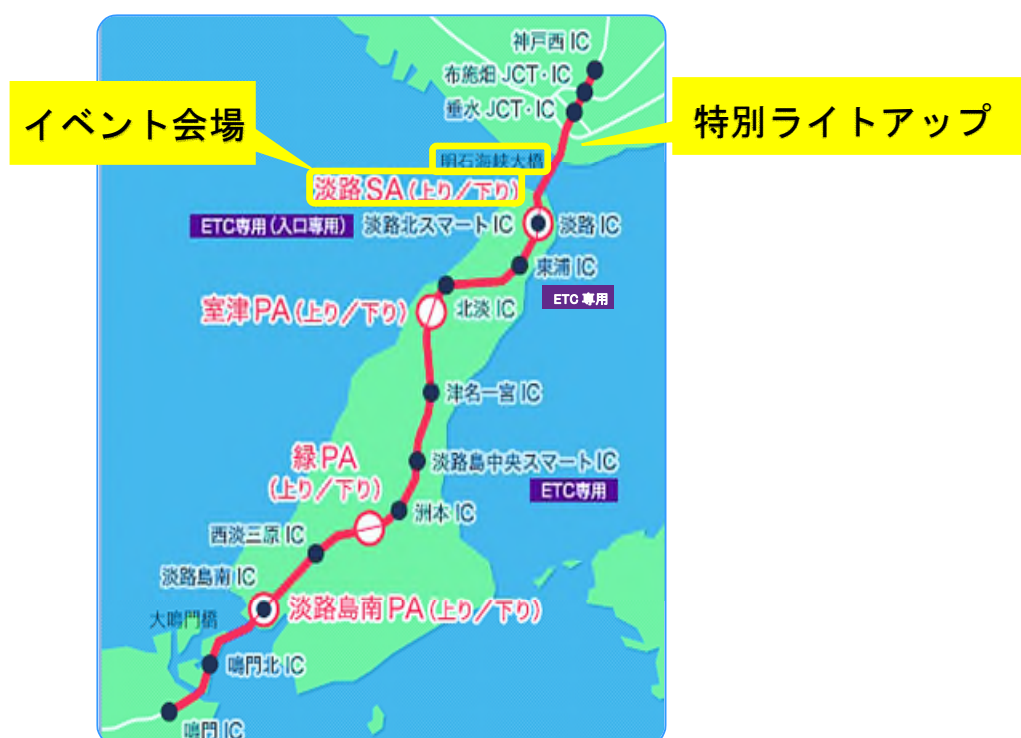 神戸西 IC
布施畑 JCT・IC
垂水 JCT・IC
イベント会場
特別ライトアップ
明石海峡大橋
淡路SA(上り/下り)
ETC専用(入口専用)
淡路北スマートIC
淡路 IC
東浦 IC
ETC 専用
室津PA(上り/下り)
北淡 IC
津名一宮 IC
緑PA
(上り/下り)
淡路島中央スマートIC
ETC専用
洲本 IC
西淡三原 IC
淡路島南 IC
淡路島南PA(上り/下り)
大鳴門橋
鳴門北 IC
鳴門 IC